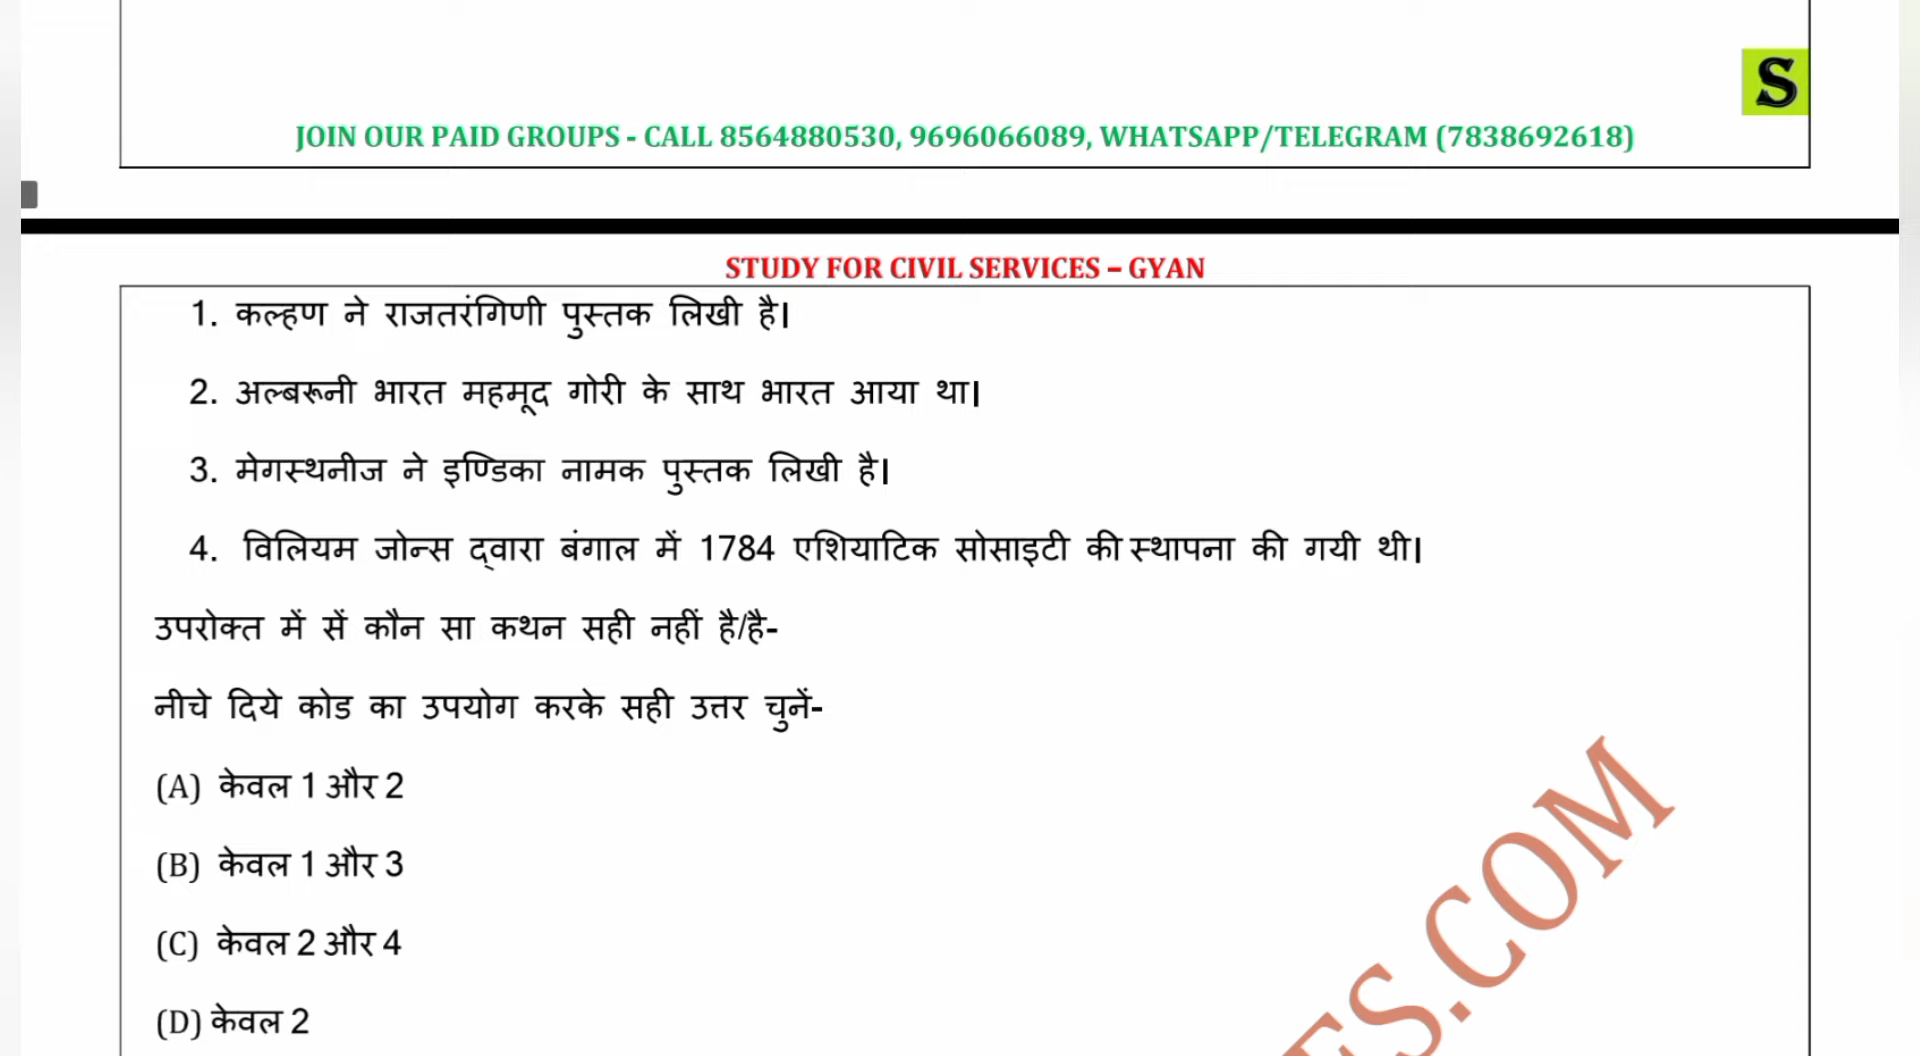 S
JOIN OUR PAID GROUPS - CALL 8564880530, 9696066089, WHATSAPP/TELEGRAM (7838692618)
STUDY FOR CIVIL SERVICES – GYAN
1. कल्हण ने राजतरंगिणी पुस्तक लिखी है।
2. अल्बरूनी भारत महमूद गोरी के साथ भारत आया था।
3. मेगस्थनीज ने इण्डिका नामक पुस्तक लिखी है।
4. विलियम जोन्स द्वारा बंगाल में 1784 एशियाटिक सोसाइटी की स्थापना की गयी थी।
उपरोक्त में सें कौन सा कथन सही नहीं है/है-
नीचे दिये कोड का उपयोग करके सही उत्तर चुनें-
(A) केवल 1 और 2
(B) केवल 1 और 3
(C) केवल 2 और 4
(D) केवल 2
ES.COM